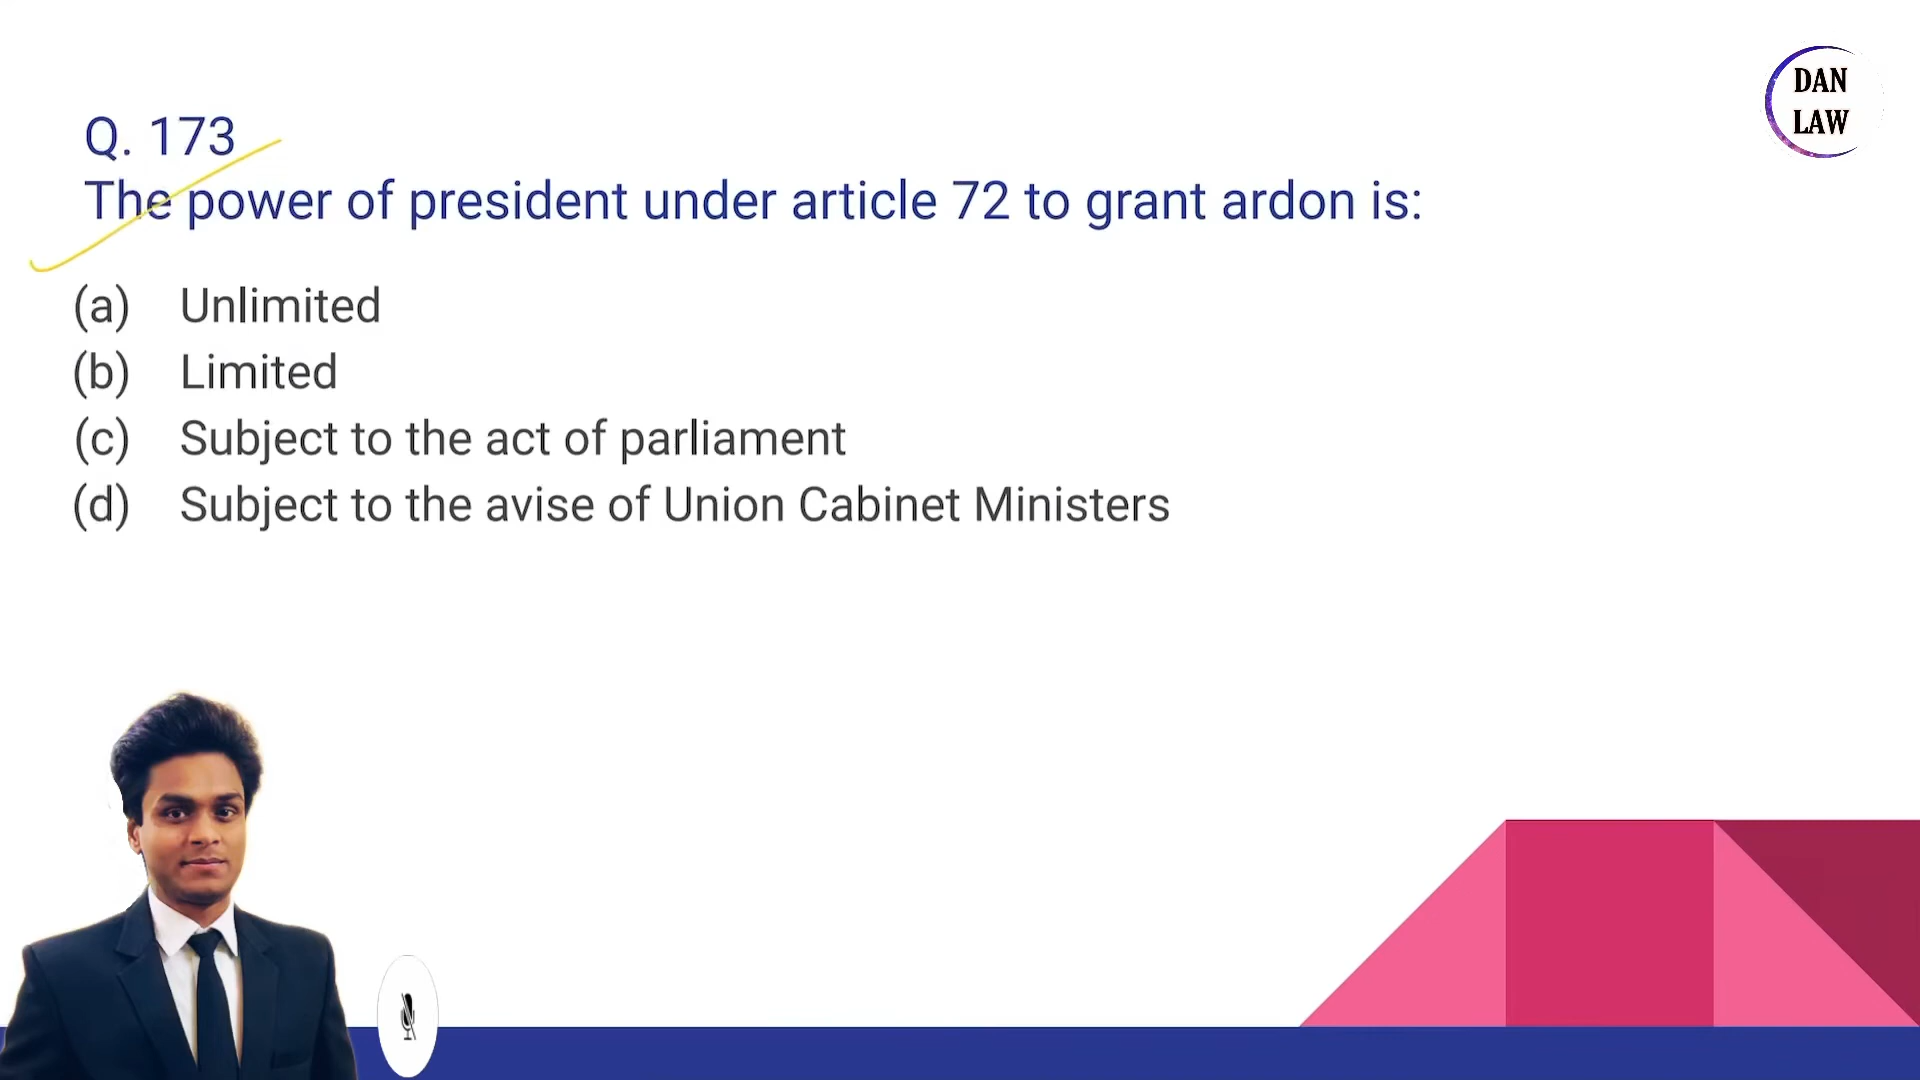 DAN
LAW
Q. 173
The power of president under article 72 to grant ardon is:
(a) Unlimited
(b) Limited
(c) Subject to the act of parliament
(d) Subject to the avise of Union Cabinet Ministers